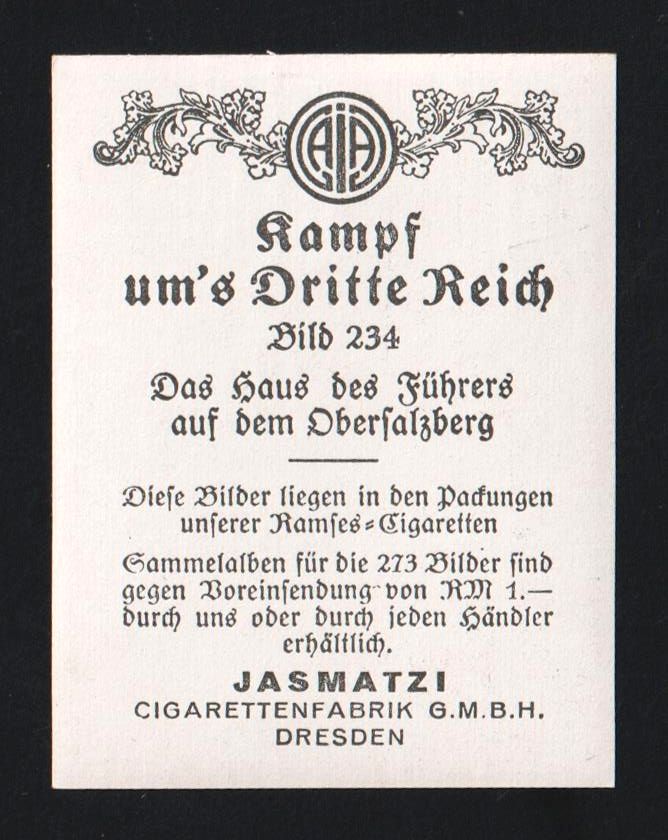 AIA
Kampf
um's Dritte Reich
Bild 234
Das Haus des Führers
auf dem Obersalzberg
Diese Bilder liegen in den Packungen
unserer Ramses-Cigaretten
Sammelalben für die 273 Bilder sind
gegen Voreinsendung von RM 1.—
durch uns oder durch jeden Händler
erhältlich.
JASMATZI
CIGARETTENFABRIK G.M.B.H.
DRESDEN